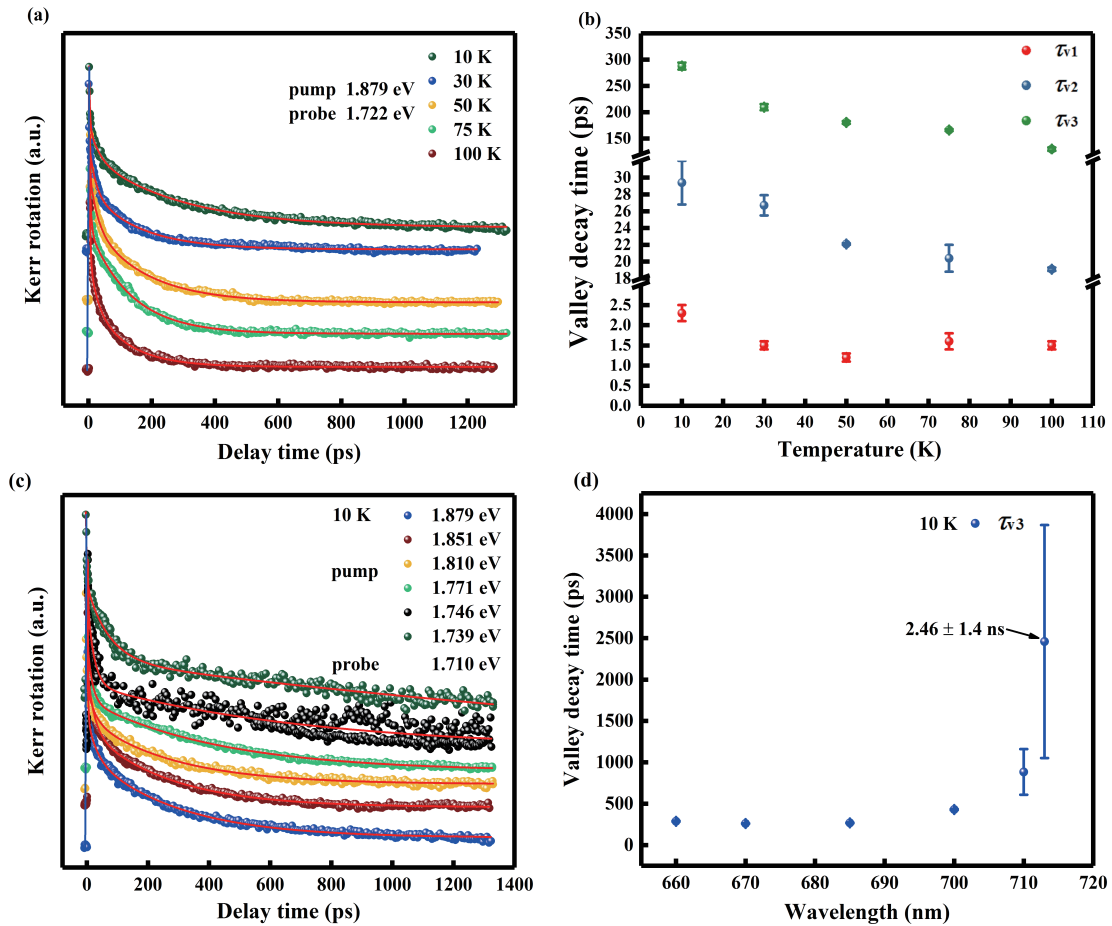 (a)
Kerr rotation (a.u.)
pump 1.879 eV
probe 1.722 eV
10 K
30 K
50 K
75 K
100 K
0 200 400 600 800 1000 1200
Delay time (ps)
(b)
Valley decay time (ps)
350
300
250
200
150
30
28
26
24
22
20
18
2.5
2.0
1.5
1.0
0.5
0.0
τv1
τv2
τv3
0 10 20 30 40 50 60 70 80 90 100 110
Temperature (K)
(c)
Kerr rotation (a.u.)
10 K
pump
1.879 eV
1.851 eV
1.810 eV
1.771 eV
1.746 eV
1.739 eV
probe 1.710 eV
0 200 400 600 800 1000 1200 1400
Delay time (ps)
(d)
Valley decay time (ps)
4000
3500
3000
2500
2000
1500
1000
500
0
10 K τv3
2.46 ± 1.4 ns
660 670 680 690 700 710 720
Wavelength (nm)